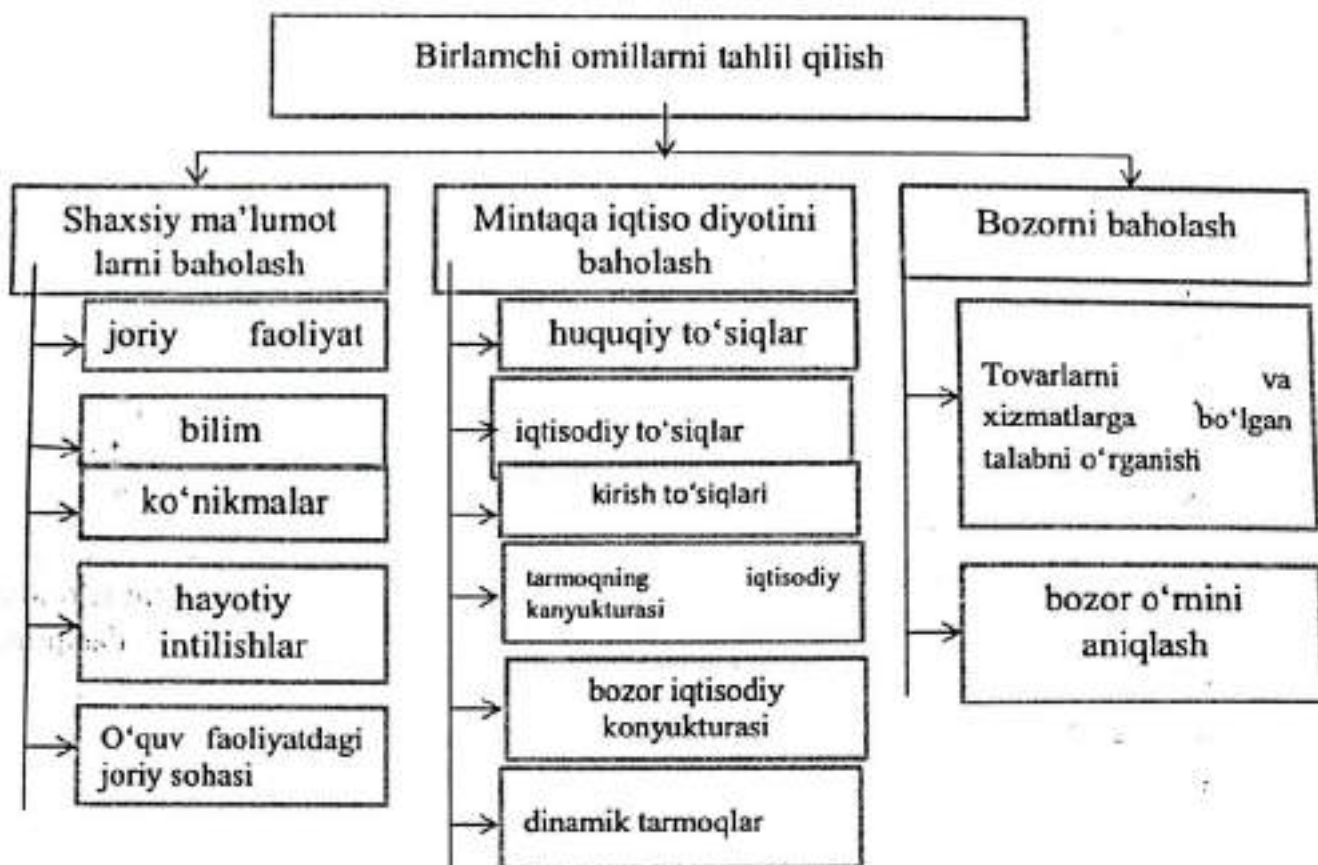 Birlamchi omillarni tahlil qilish
Shaxsiy ma’lumot
larni baholash
joriy faoliyat
bilim
ko‘nikmalar
hayotiy
intilishlar
O‘quv faoliyatdagi
joriy sohasi
Mintaqa iqtiso diyotini
baholash
huquqiy to‘siqlar
iqtisodiy to‘siqlar
kirish to‘siqlari
tarmoqning iqtisodiy
kanyukturasi
bozor iqtisodiy
konyukturasi
dinamik tarmoqlar
Bozorni baholash
Tovarlarni va
xizmatlarga bo‘lgan
talabni o‘rganish
bozor o‘rnini
aniqlash